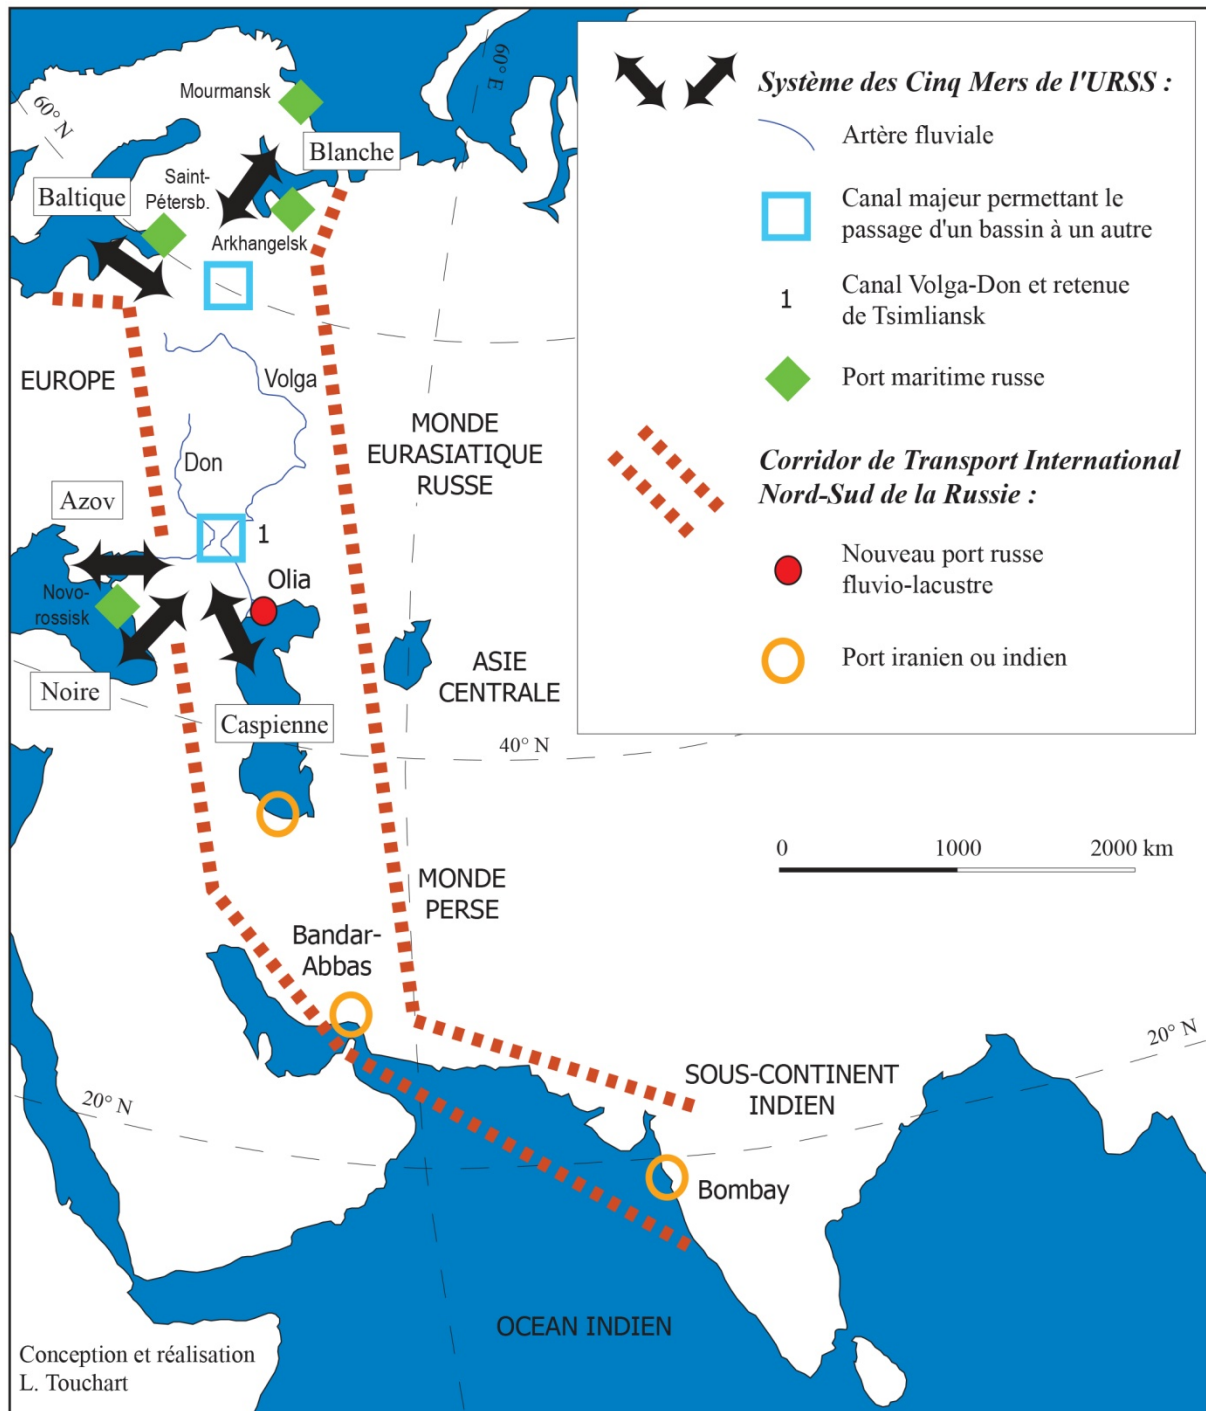 60° N
60° E
Mourmansk
Blanche
Saint-
Pétersb.
Baltique
Arkhangelsk
EUROPE
Volga
MONDE
EURASIATIQUE
RUSSE
Don
Azov
1
Olia
Novo-
rossisk
Noire
ASIE
CENTRALE
Caspienne
40° N
MONDE
PERSE
Bandar-
Abbas
20° N
SOUS-CONTINENT
INDIEN
20° N
Bombay
OCEAN INDIEN
Conception et réalisation
L. Touchart
Système des Cinq Mers de l'URSS :
Artère fluviale
Canal majeur permettant le
passage d'un bassin à un autre
1 Canal Volga-Don et retenue
de Tsimliansk
Port maritime russe
Corridor de Transport International
Nord-Sud de la Russie :
Nouveau port russe
fluvio-lacustre
Port iranien ou indien
0 1000 2000 km